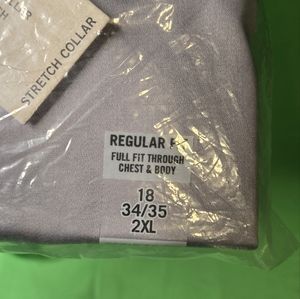 STRETCH COLLAR
REGULAR F
FULL FIT THROUGH
CHEST & BODY
18
34/35
2XL